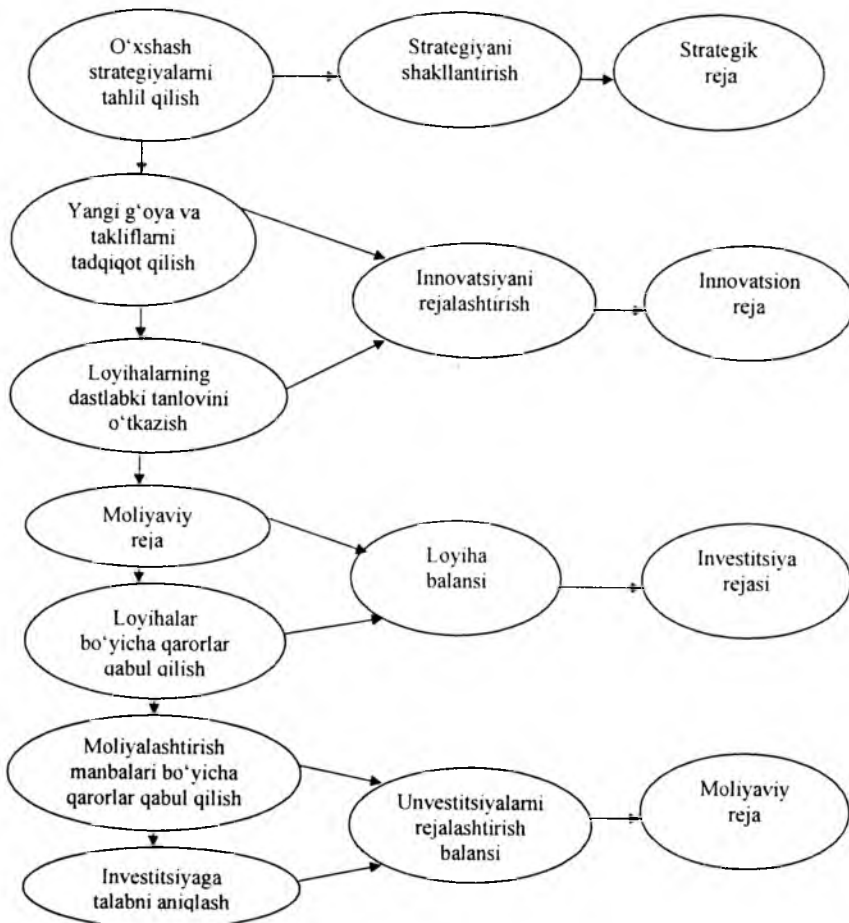 O‘xshash
strategiyalarni
tahlil qilish
Strategiyani
shakllantirish
Strategik
reja
Yangi g‘oya va
takliflarni
tadqiqot qilish
Innovatsiyani
rejalashtirish
Innovatsion
reja
Loyihalarning
dastlabki tanlovini
o‘tkazish
Moliyaviy
reja
Loyiha
balansi
Investitsiya
rejasi
Loyihalar
bo‘yicha qarorlar
qabul qilish
Moliyalashtirish
manbalari bo‘yicha
qarorlar qabul qilish
Unvestitsiyalarni
rejalashtirish
balansi
Moliyaviy
reja
Investitsiyaga
talabni aniqlash